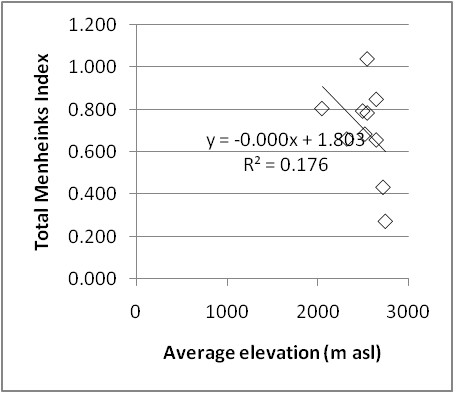 Total Menheinks Index
1.200
1.000
0.800
0.600
0.400
0.200
0.000
y = -0.000x + 1.803
R² = 0.176
0 1000 2000 3000
Average elevation (m asl)